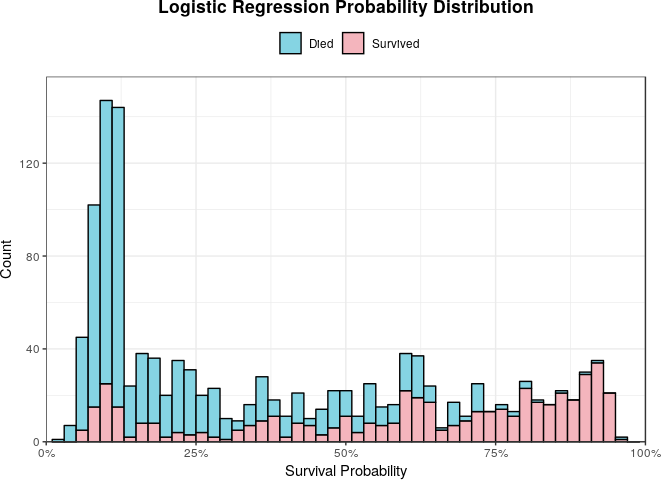 Logistic Regression Probability Distribution
Died Survived
Count
120
80
40
0
0% 25% 50% 75% 100%
Survival Probability